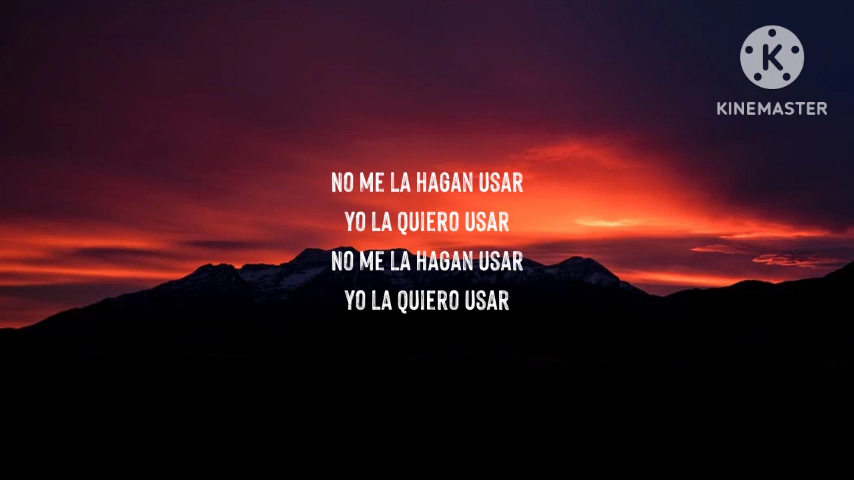 K
KINEMASTER
NO ME LA HAGAN USAR
YO LA QUIERO USAR
NO ME LA HAGAN USAR
YO LA QUIERO USAR